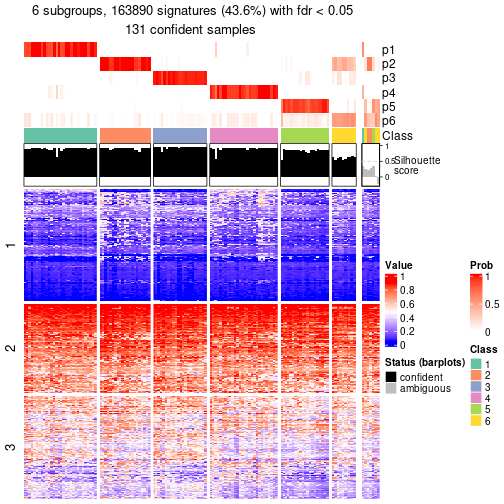 6 subgroups, 163890 signatures (43.6%) with fdr < 0.05
131 confident samples
p1
p2
p3
p4
p5
p6
Class
1
0.5
0
Silhouette
score
1
2
3
Value
1
0.8
0.6
0.4
0.2
0
Status (barplots)
confident
ambiguous
Prob
1
0.5
0
Class
1
2
3
4
5
6